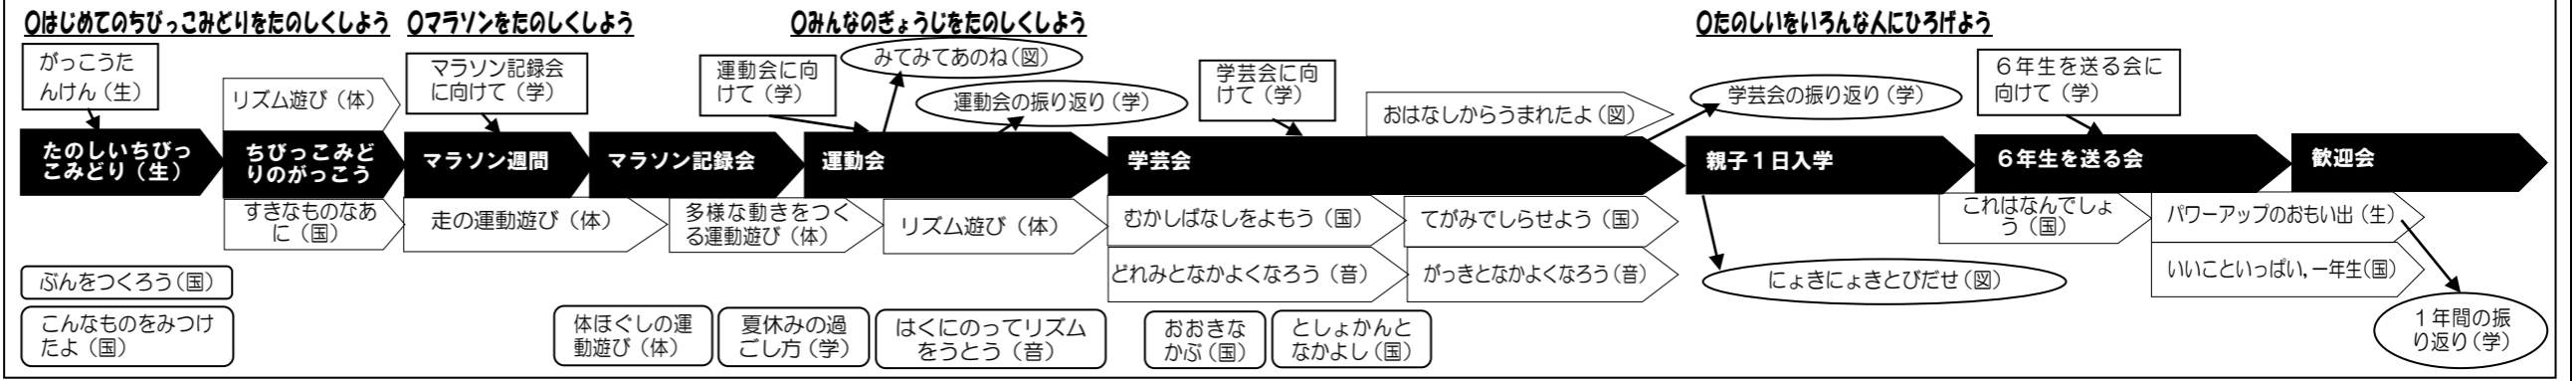 〇はじめてのちびっこみどりをたのしくしよう
〇マラソンをたのしくしよう
〇みんなのぎょうじをたのしくしよう
〇たのしいをいろんな人にひろげよう
がっこうた
んけん（生）
リズム遊び（体）
マラソン記録会
に向けて（学）
運動会に向
けて（学）
みてみてあのね（図）
運動会の振り返り（学）
学芸会に向
けて（学）
おはなしからうまれたよ（図）
学芸会の振り返り（学）
６年生を送る会に
向けて（学）
たのしいちびっ
こみどり（生）
ちびっこみど
りのがっこう
マラソン週間
マラソン記録会
運動会
学芸会
親子１日入学
６年生を送る会
歓迎会
すきなものなあ
に（国）
走の運動遊び（体）
多様な動きをつく
る運動遊び（体）
リズム遊び（体）
むかしばなしをよもう（国）
てがみでしらせよう（国）
これはなんでしょ
う（国）
パワーアップのおもい出（生）
どれみとなかよくなろう（音）
がっきとなかよくなろう（音）
にょきにょきとびだせ（図）
いいこといっぱい,一年生（国）
ぶんをつくろう（国）
こんなものをみつけ
たよ（国）
体ほぐしの運
動遊び（体）
夏休みの過
ごし方（学）
はくにのってリズム
をうとう（音）
おおきな
かぶ（国）
としょかんと
なかよし（国）
１年間の振
り返り（学）